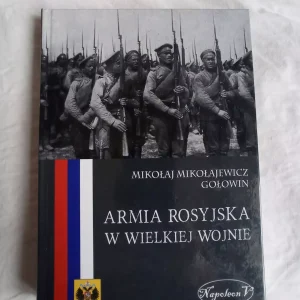 MIKOŁAJ MIKOŁAJEWICZ
GOŁOWIN
ARMIA ROSYJSKA
W WIELKIEJ WOJNIE
Napoleon V